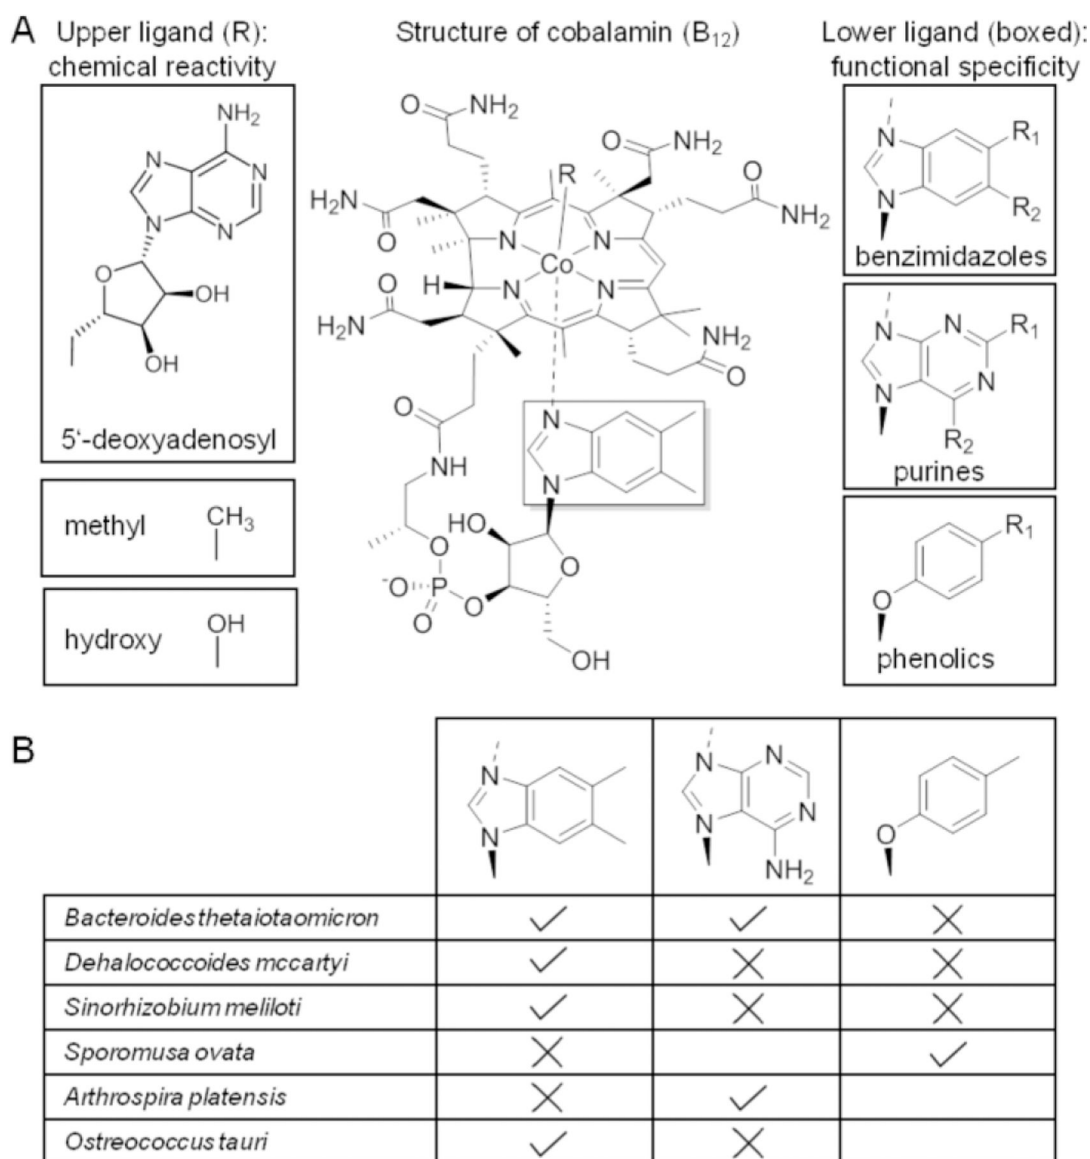 A
Upper ligand (R):
chemical reactivity
NH₂
N
N
N
N
O
OH
OH
5'-deoxyadenosyl
methyl
CH₃
hydroxy
OH
Structure of cobalamin (B₁₂)
O
NH₂
O
NH₂
R
O
NH₂
H₂N
O
N
N
Co
H
N
N
O
H₂N
NH₂
O
O
NH
N
N
HO
O
O
⁻O
P
O
O
OH
Lower ligand (boxed):
functional specificity
N
R₁
N
R₂
benzimidazoles
N
N
R₁
N
N
R₂
purines
R₁
O
phenolics
B
N
N
N
N
N
N
NH₂
O
Bacteroides thetaiotaomicron
Dehalococcoides mccartyi
Sinorhizobium meliloti
Sporomusa ovata
Arthrospira platensis
Ostreococcus tauri